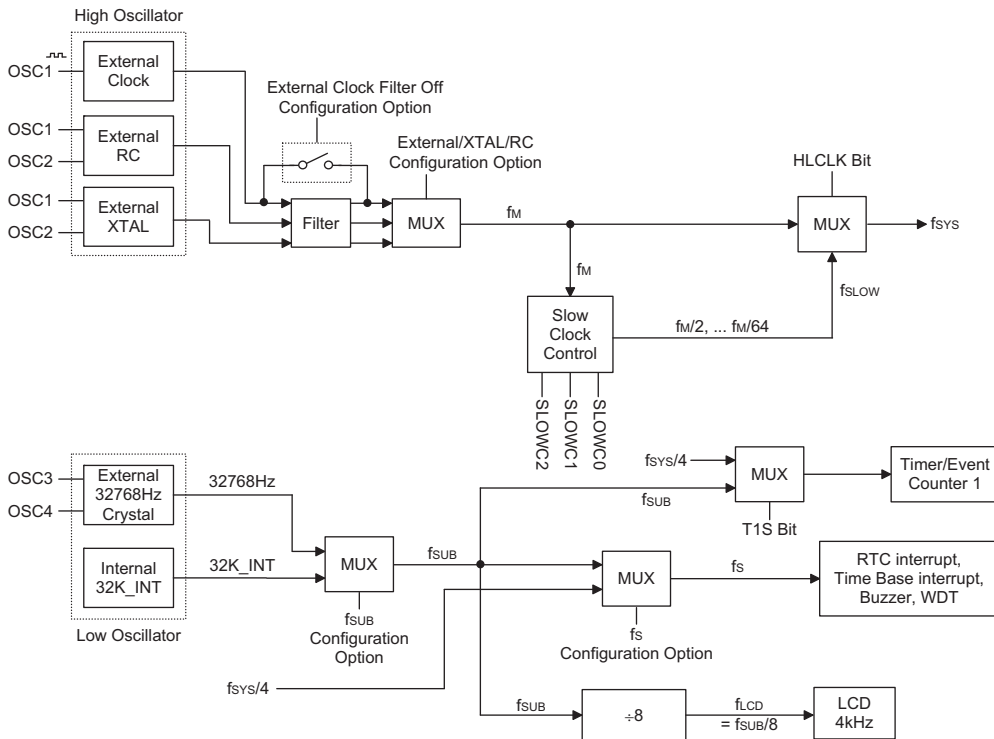 High Oscillator
OSC1
External
Clock
OSC1
OSC2
External
RC
OSC1
OSC2
External
XTAL
External Clock Filter Off
Configuration Option
Filter
External/XTAL/RC
Configuration Option
MUX
fM
fM
HLCLK Bit
MUX
fSYS
fSLOW
Slow
Clock
Control
fM/2, ... fM/64
SLOWC2
SLOWC1
SLOWC0
OSC3
OSC4
External
32768Hz
Crystal
32768Hz
Internal
32K_INT
32K_INT
Low Oscillator
MUX
fSUB
Configuration
Option
fSUB
fSYS/4
fSYS/4
fSUB
MUX
T1S Bit
Timer/Event
Counter 1
MUX
fS
Configuration Option
fS
RTC interrupt,
Time Base interrupt,
Buzzer, WDT
fSUB
÷8
fLCD
= fSUB/8
LCD
4kHz